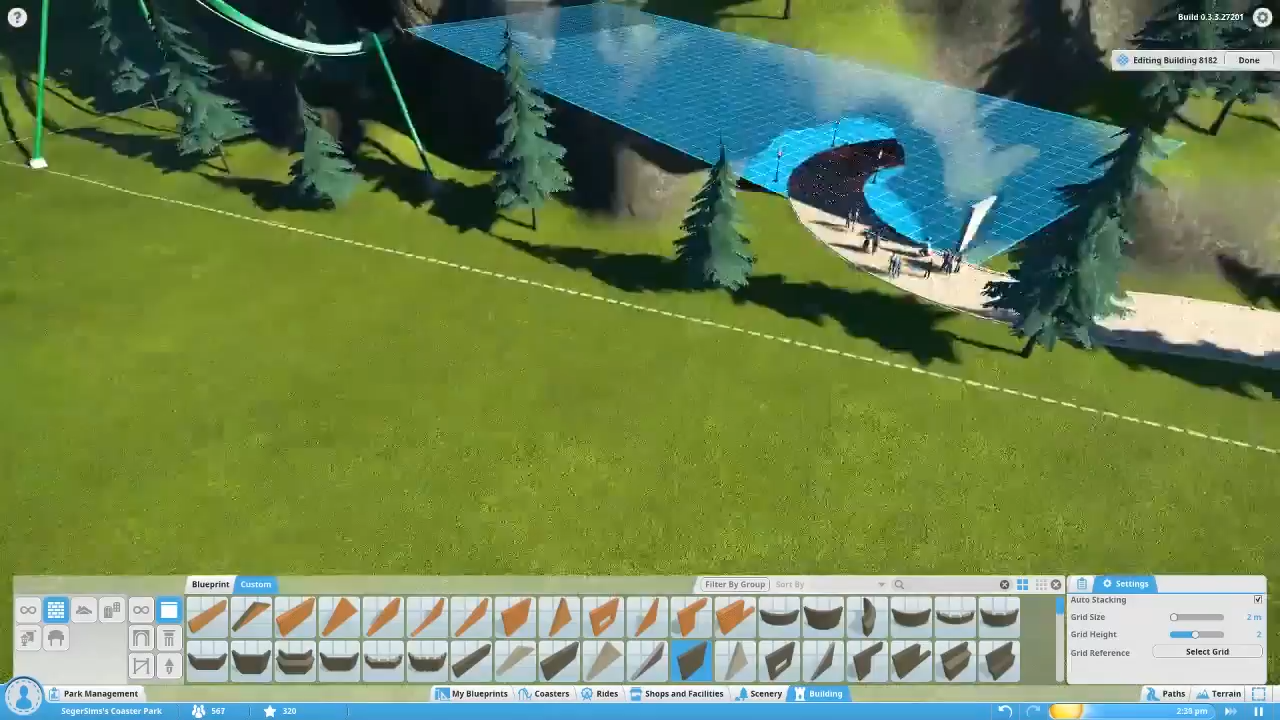 ?
Build 0.3.3.27201
Editing Building 8182
Done
Blueprint
Custom
Filter By Group
Sort By
Settings
Auto Stacking
Grid Size
2 m
Grid Height
2
Grid Reference
Select Grid
Park Management
My Blueprints
Coasters
Rides
Shops and Facilities
Scenery
Building
Paths
Terrain
SegerSims's Coaster Park
567
320
2:38 pm